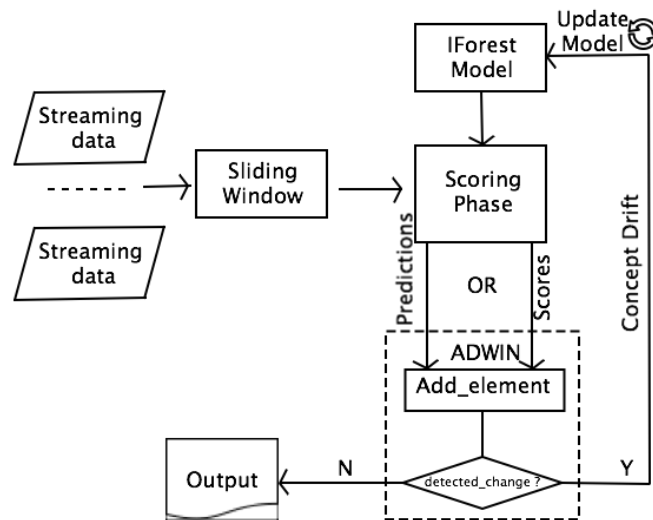 Update
Model
IForest
Model
Streaming
data
Sliding
Window
Scoring
Phase
Streaming
data
Predictions
OR
Scores
Concept Drift
ADWIN
Add_element
Output
N
detected_change ?
Y